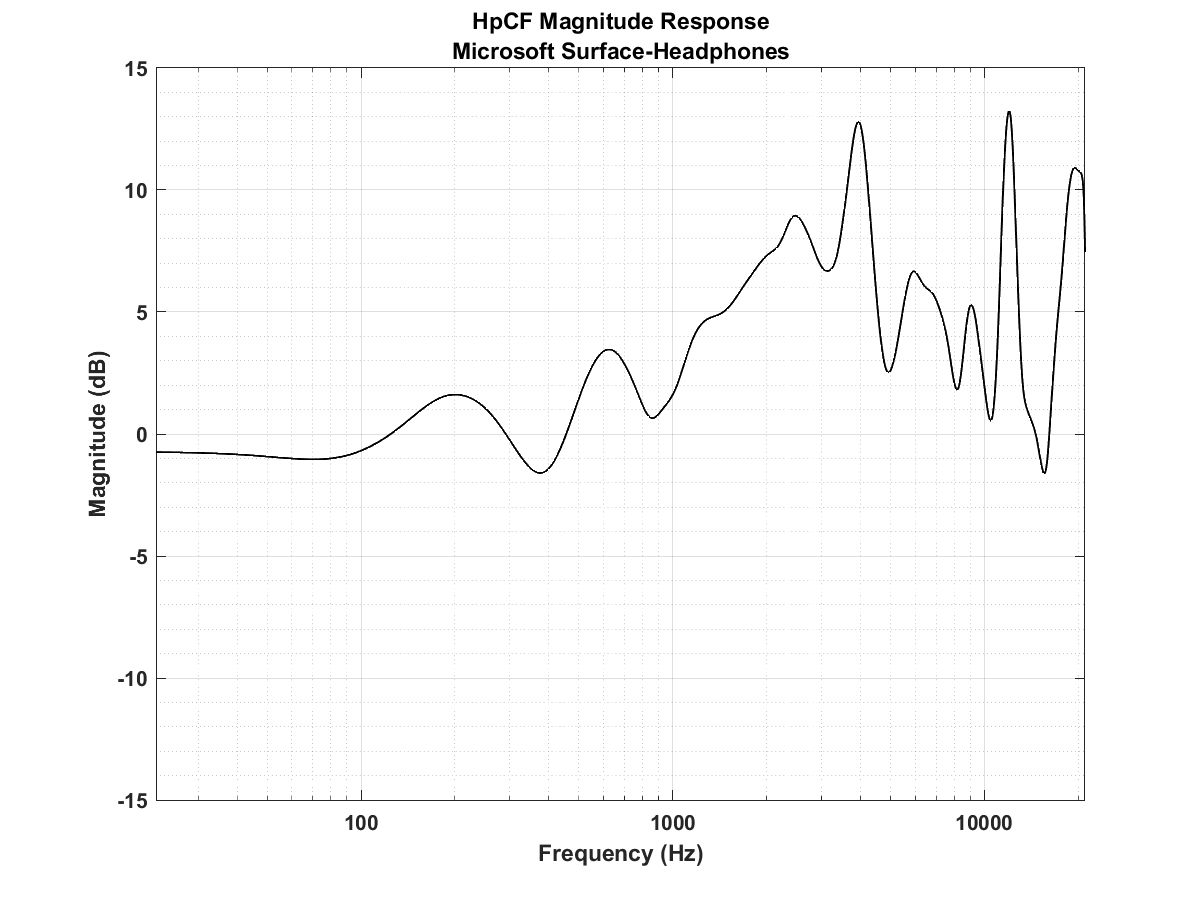 HpCF Magnitude Response
Microsoft Surface-Headphones
15
10
5
0
-5
-10
-15
Magnitude (dB)
100
1000
10000
Frequency (Hz)